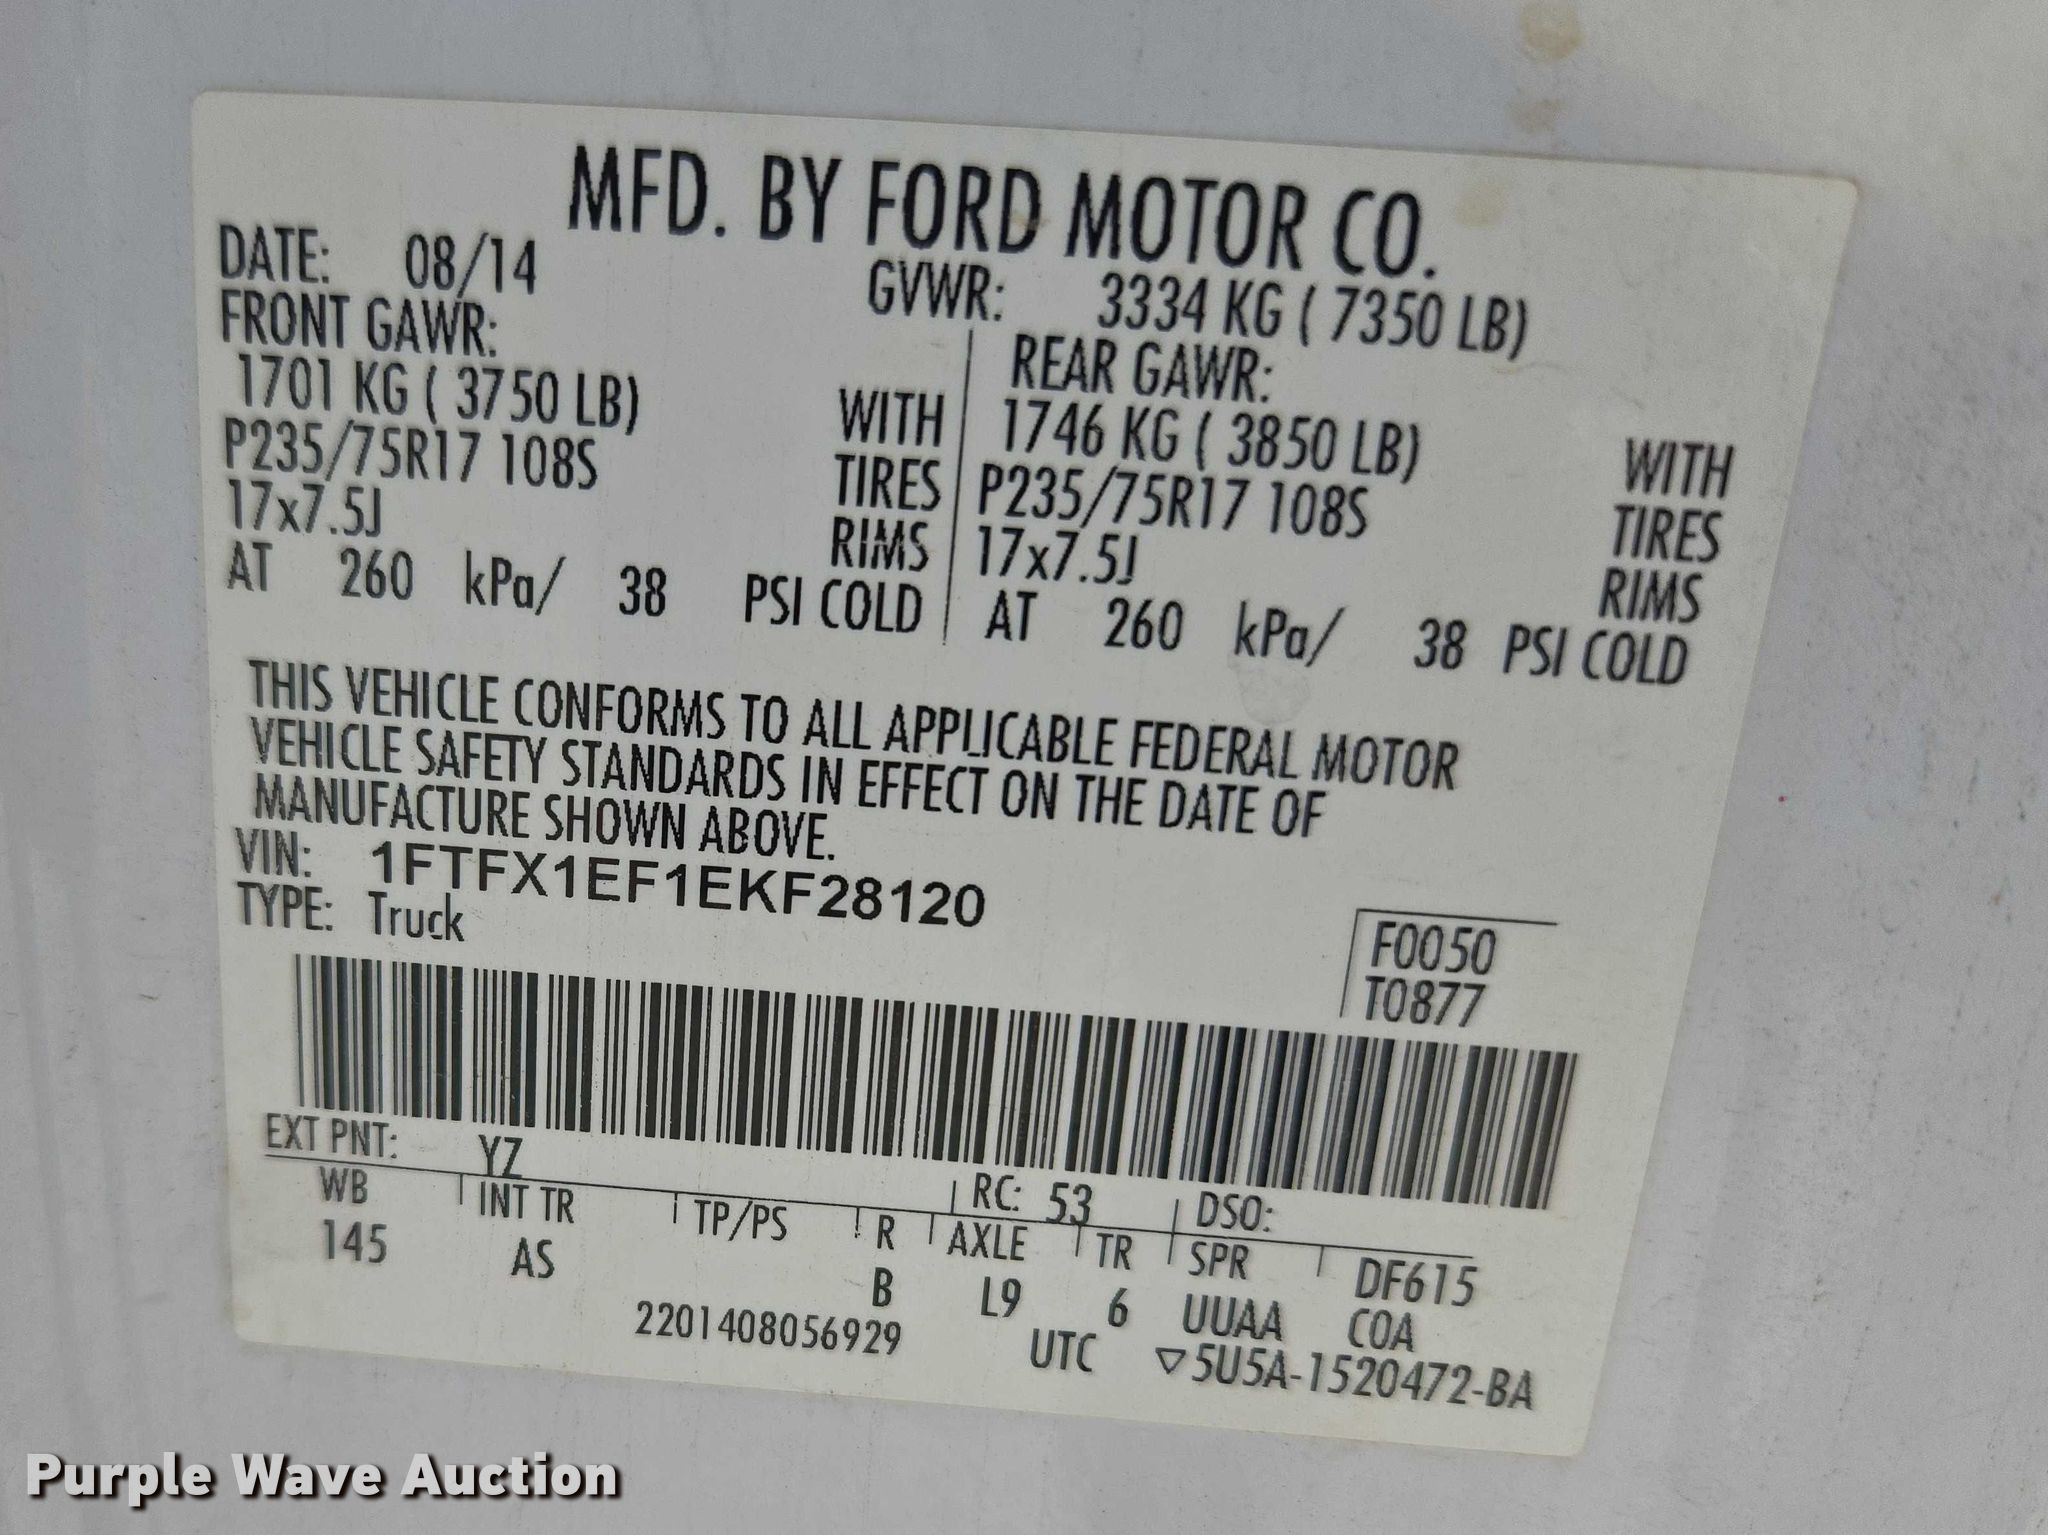 MFD. BY FORD MOTOR CO.
DATE: 08/14 GVWR: 3334 KG ( 7350 LB)
FRONT GAWR: REAR GAWR:
1701 KG ( 3750 LB) WITH 1746 KG ( 3850 LB) WITH
P235/75R17 108S TIRES P235/75R17 108S TIRES
17x7.5J RIMS 17x7.5J RIMS
AT 260 kPa/ 38 PSI COLD AT 260 kPa/ 38 PSI COLD
THIS VEHICLE CONFORMS TO ALL APPLICABLE FEDERAL MOTOR
VEHICLE SAFETY STANDARDS IN EFFECT ON THE DATE OF
MANUFACTURE SHOWN ABOVE.
VIN: 1FTFX1EF1EKF28120
TYPE: Truck
F0050
T0877
EXT PNT: YZ RC: 53 DSO:
WB INT TR TP/PS R AXLE TR SPR DF615
145 AS B L9 6 UUAA COA
2201408056929 UTC ▽5U5A-1520472-BA
Purple Wave Auction